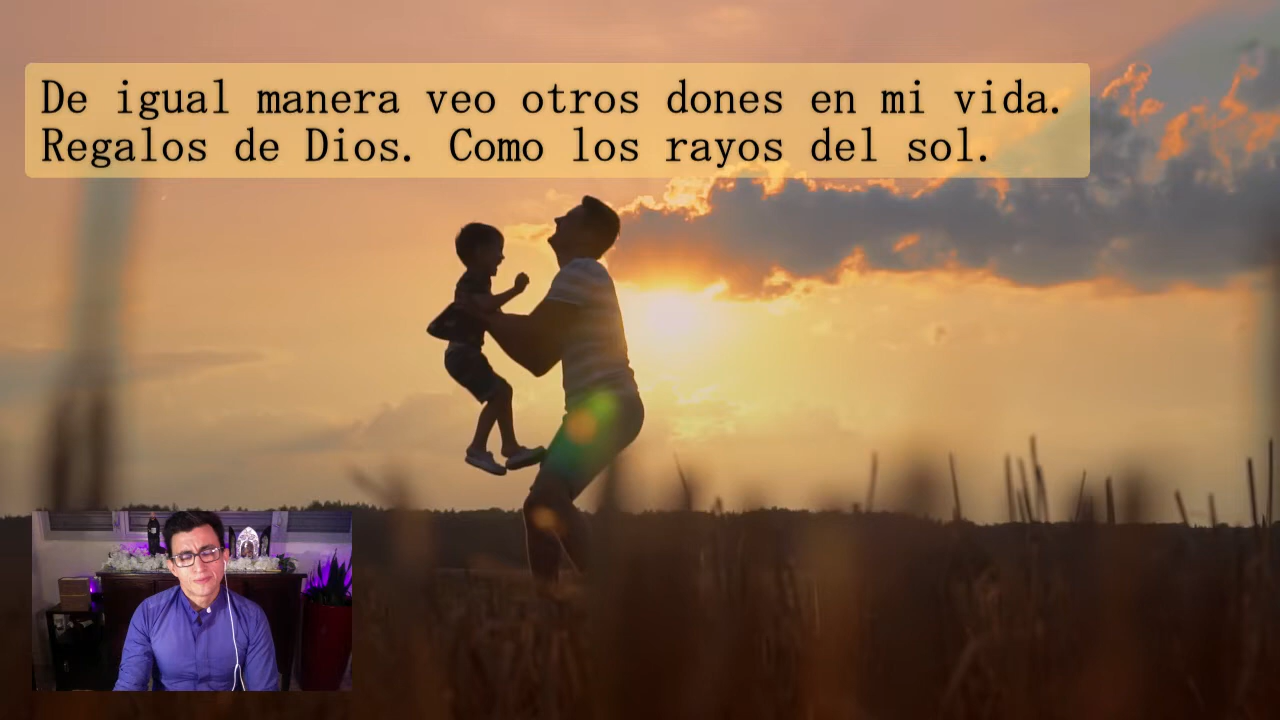 De igual manera veo otros dones en mi vida.
Regalos de Dios. Como los rayos del sol.